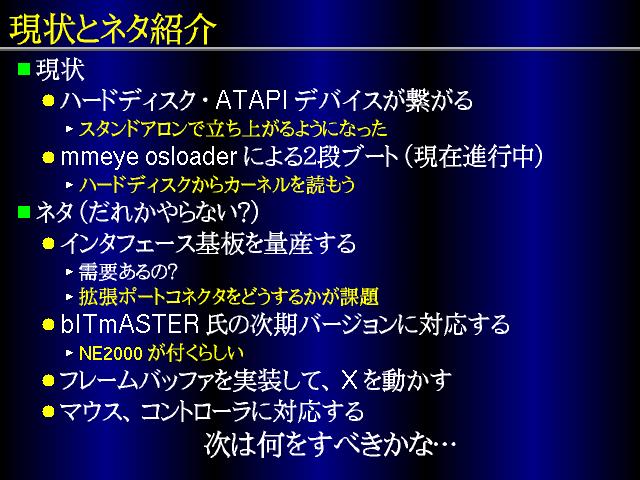 現状とネタ紹介
現状
ハードディスク・ATAPI デバイスが繋がる
スタンドアロンで立ち上がるようになった
mmeye osloader による2段ブート（現在進行中）
ハードディスクからカーネルを読もう
ネタ（だれかやらない?）
インタフェース基板を量産する
需要あるの?
拡張ポートコネクタをどうするかが課題
bITmASTER 氏の次期バージョンに対応する
NE2000 が付くらしい
フレームバッファを実装して、Xを動かす
マウス、コントローラに対応する
次は何をすべきかな…